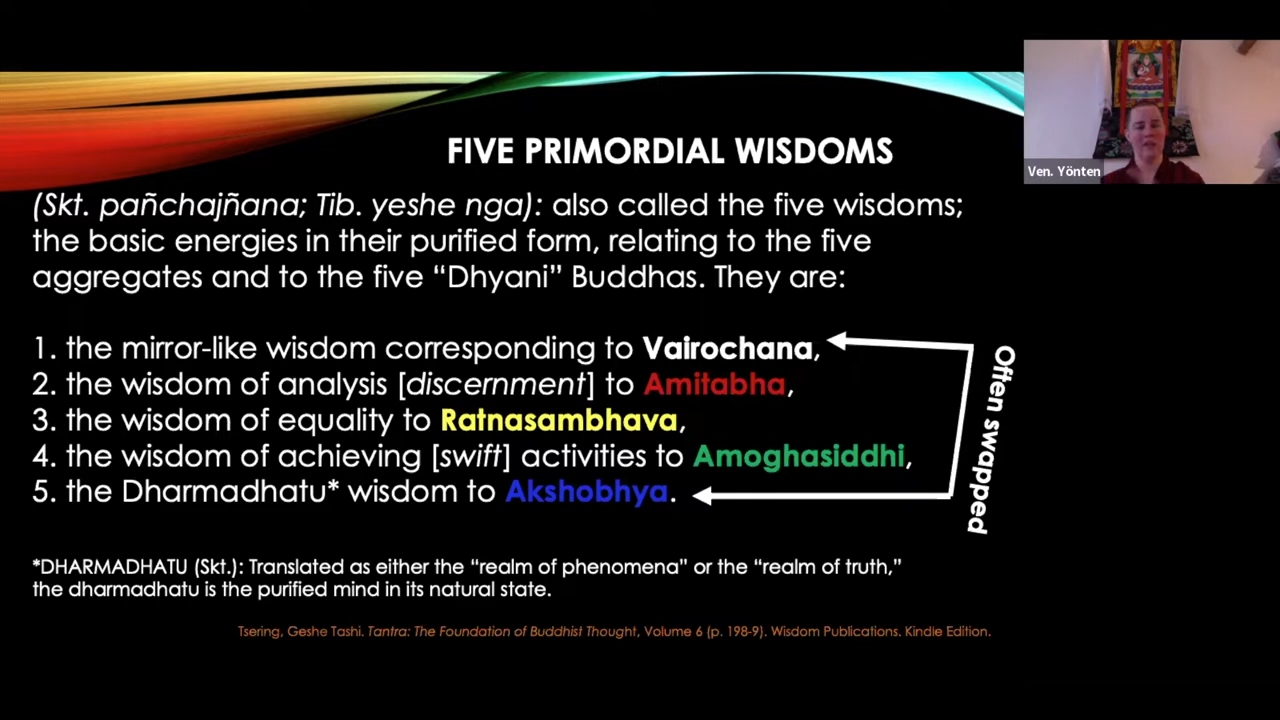 FIVE PRIMORDIAL WISDOMS
Ven. Yönten
(Skt. pañchajñana; Tib. yeshe nga): also called the five wisdoms;
the basic energies in their purified form, relating to the five
aggregates and to the five “Dhyani” Buddhas. They are:
1. the mirror-like wisdom corresponding to Vairochana,
2. the wisdom of analysis [discernment] to Amitabha,
3. the wisdom of equality to Ratnasambhava,
4. the wisdom of achieving [swift] activities to Amoghasiddhi,
5. the Dharmadhatu* wisdom to Akshobhya.
Often swapped
*DHARMADHATU (Skt.): Translated as either the “realm of phenomena” or the “realm of truth,”
the dharmadhatu is the purified mind in its natural state.
Tsering, Geshe Tashi. Tantra: The Foundation of Buddhist Thought, Volume 6 (p. 198-9). Wisdom Publications. Kindle Edition.